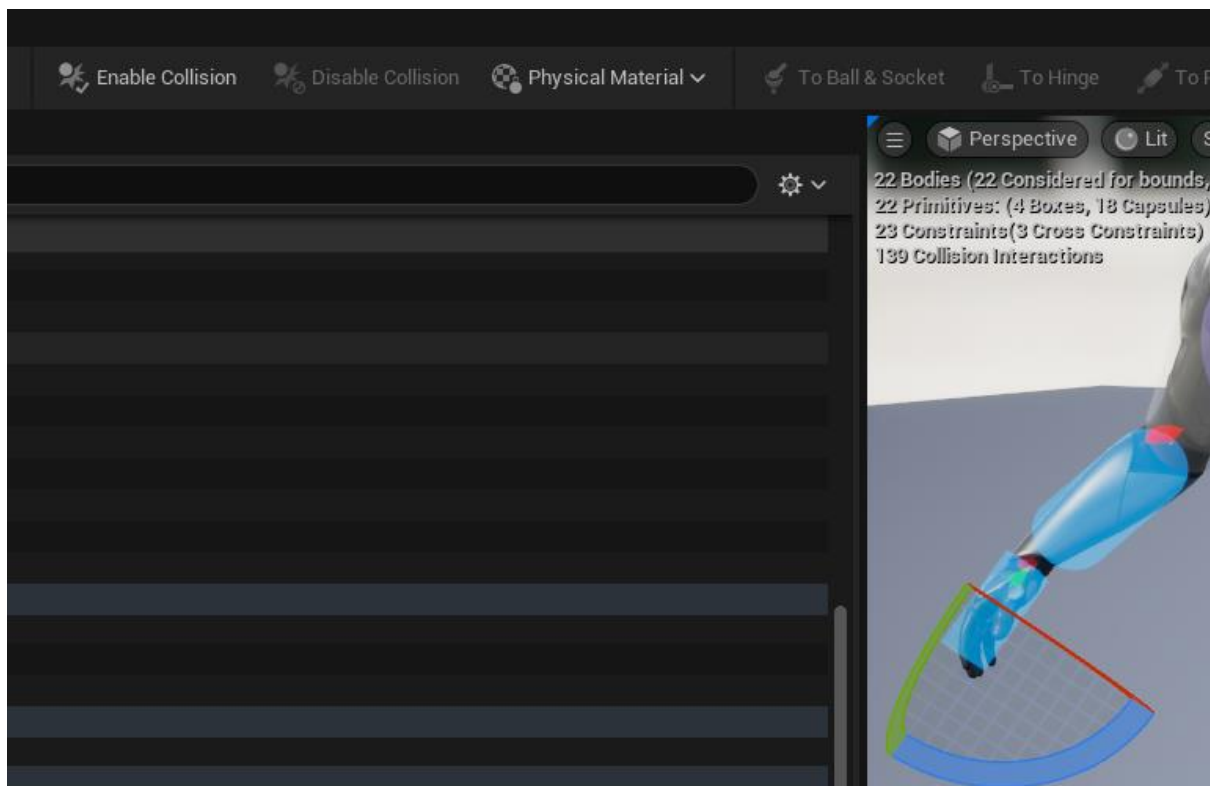 Enable Collision Disable Collision Physical Material To Ball & Socket To Hinge To
Perspective Lit
22 Bodies (22 Considered for bounds,
22 Primitives: (4 Boxes, 18 Capsules)
23 Constraints(3 Cross Constraints)
139 Collision Interactions